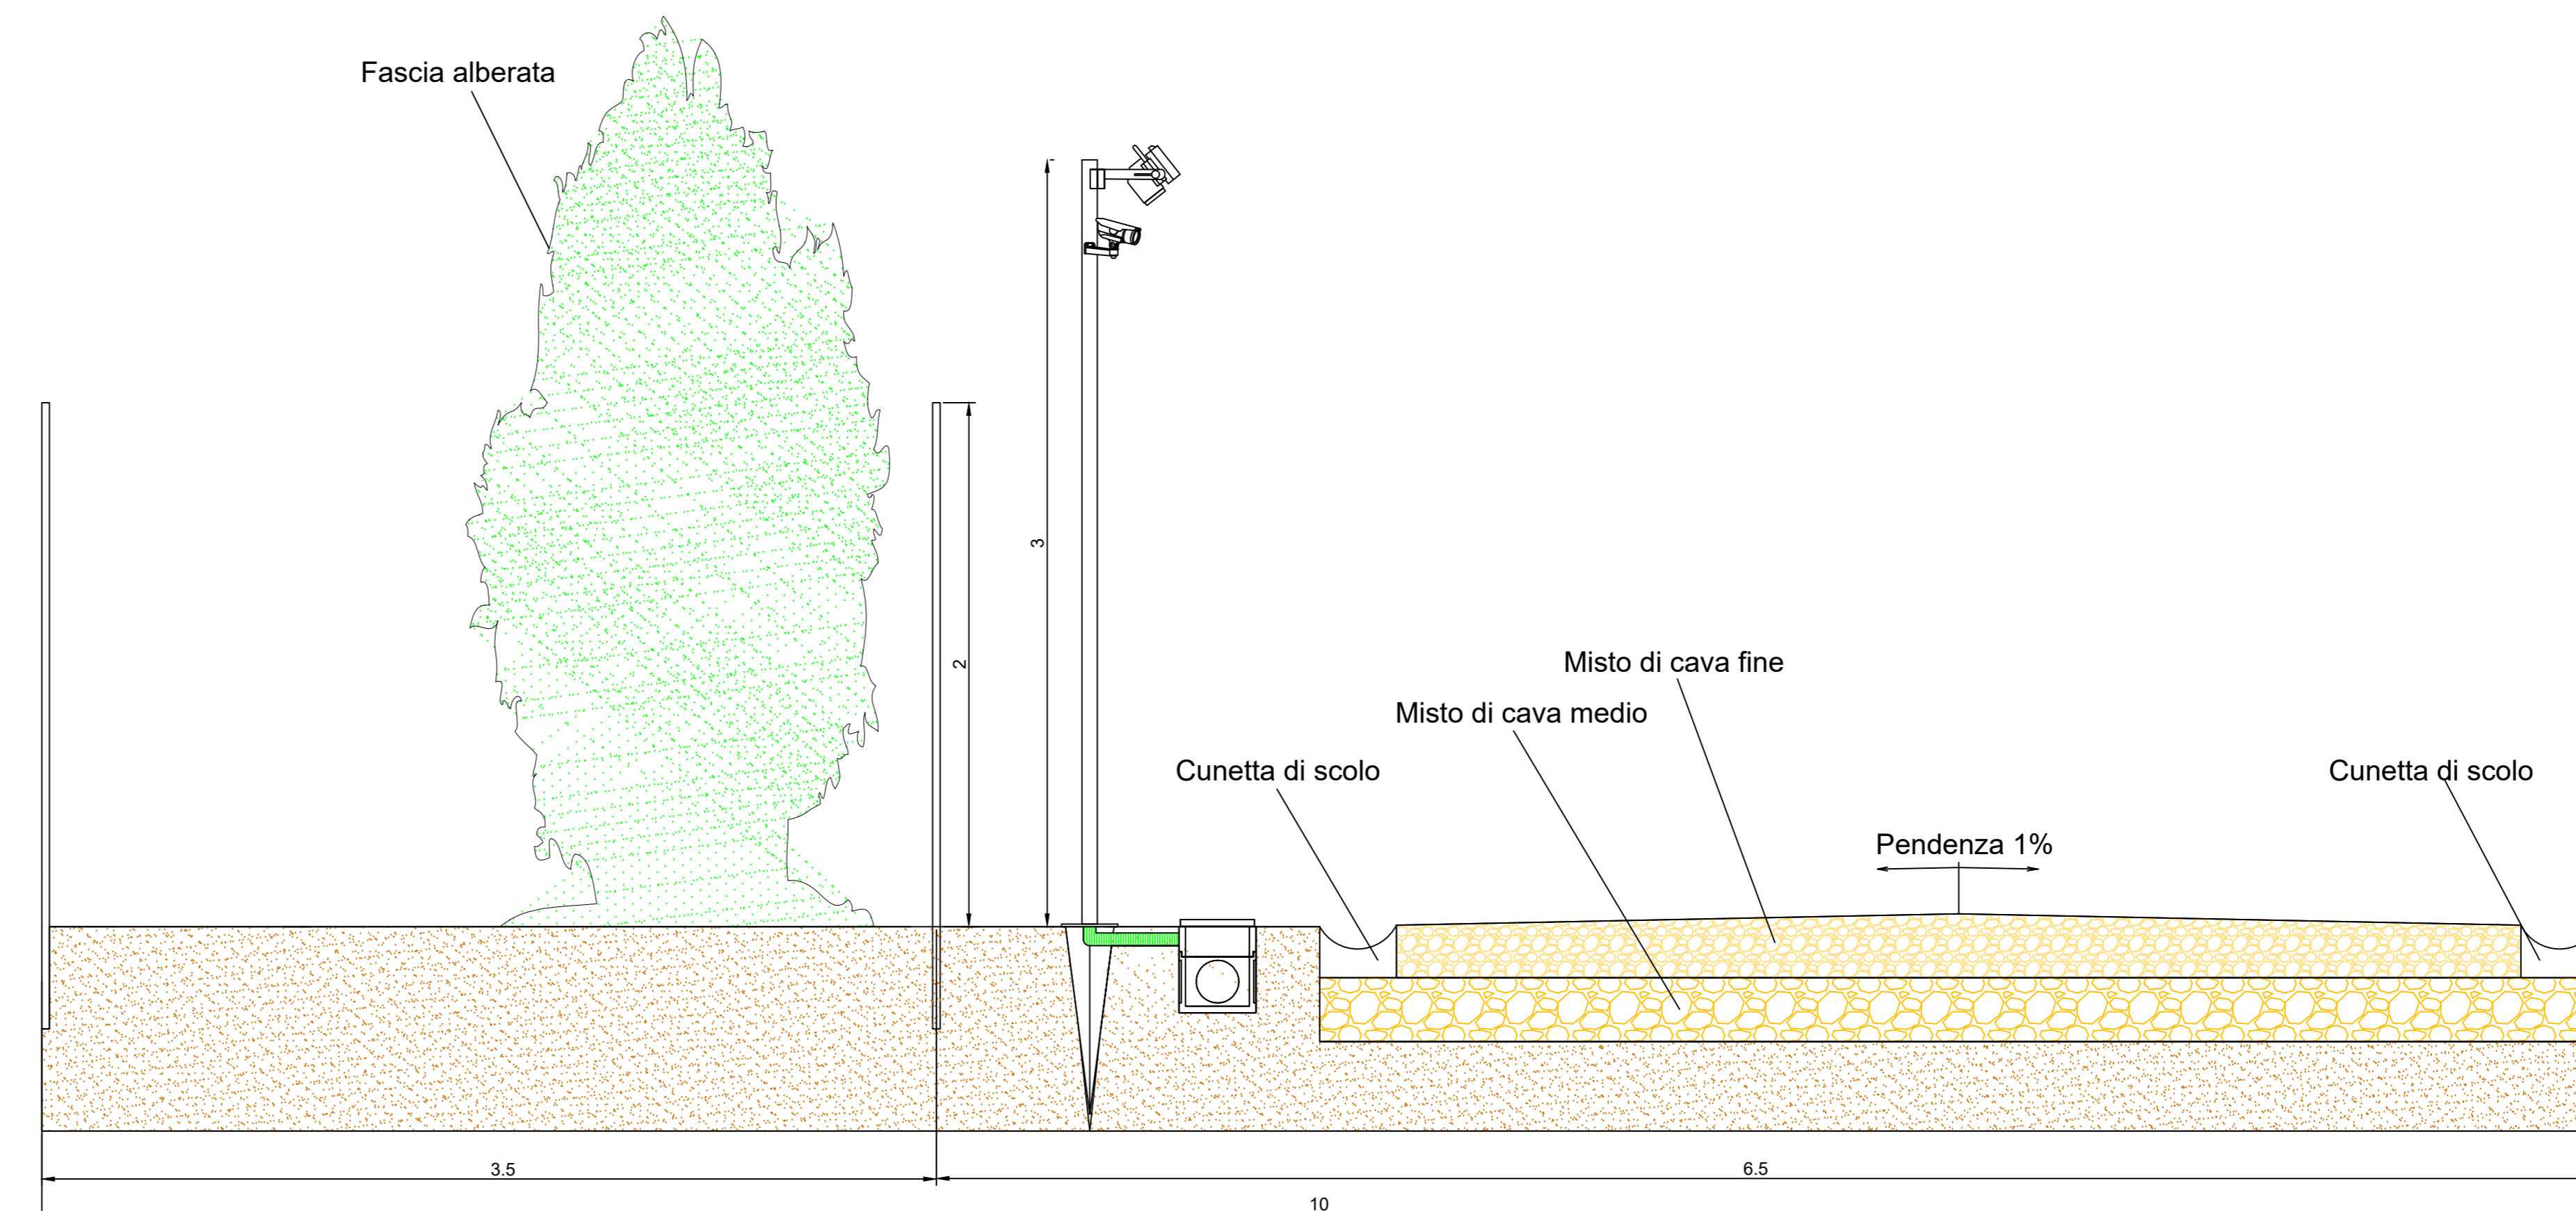 Fascia alberata
3
2
Misto di cava fine
Misto di cava medio
Cunetta di scolo
Cunetta di scolo
Pendenza 1%
3.5
6.5
10